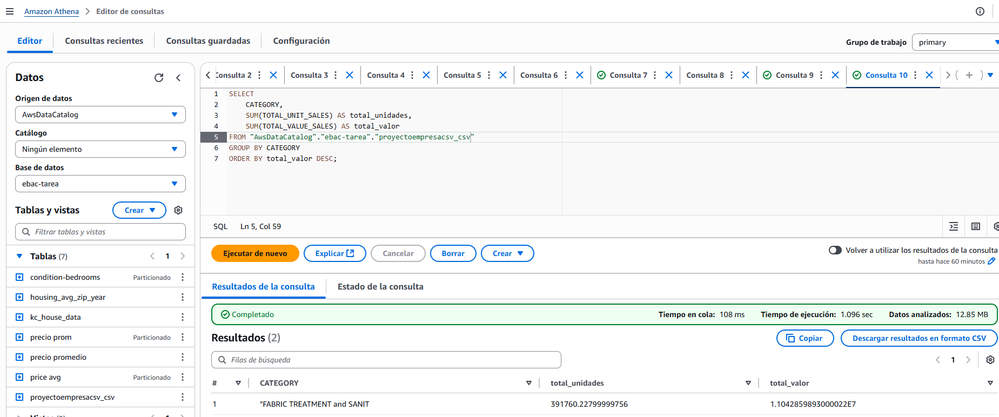 Amazon Athena > Editor de consultas
Editor Consultas recientes Consultas guardadas Configuración
Grupo de trabajo primary
Datos
Origen de datos
AwsDataCatalog
Catálogo
Ningún elemento
Base de datos
ebac-tarea
Tablas y vistas Crear
Filtrar tablas y vistas
Tablas (7) 1
condition-bedrooms Particionado
housing_avg_zip_year
kc_house_data
precio prom Particionado
precio promedio
price avg Particionado
proyectoempresacsv_csv
Consulta 2 Consulta 3 Consulta 4 Consulta 5 Consulta 6 Consulta 7 Consulta 8 Consulta 9 Consulta 10
1 SELECT
2 CATEGORY,
3 SUM(TOTAL_UNIT_SALES) AS total_unidades,
4 SUM(TOTAL_VALUE_SALES) AS total_valor
5 FROM "AwsDataCatalog"."ebac-tarea"."proyectoempresacsv_csv"
6 GROUP BY CATEGORY
7 ORDER BY total_valor DESC;
SQL Ln 5, Col 59
Ejecutar de nuevo Explicar Cancelar Borrar Crear
Volver a utilizar los resultados de la consulta
hasta hace 60 minutos
Resultados de la consulta Estado de la consulta
Completado Tiempo en cola: 108 ms Tiempo de ejecución: 1.096 sec Datos analizados: 12.85 MB
Resultados (2) Copiar Descargar resultados en formato CSV
Filas de búsqueda 1
# CATEGORY total_unidades total_valor
1 "FABRIC TREATMENT and SANIT 391760.22799999756 1.1042859893000022E7